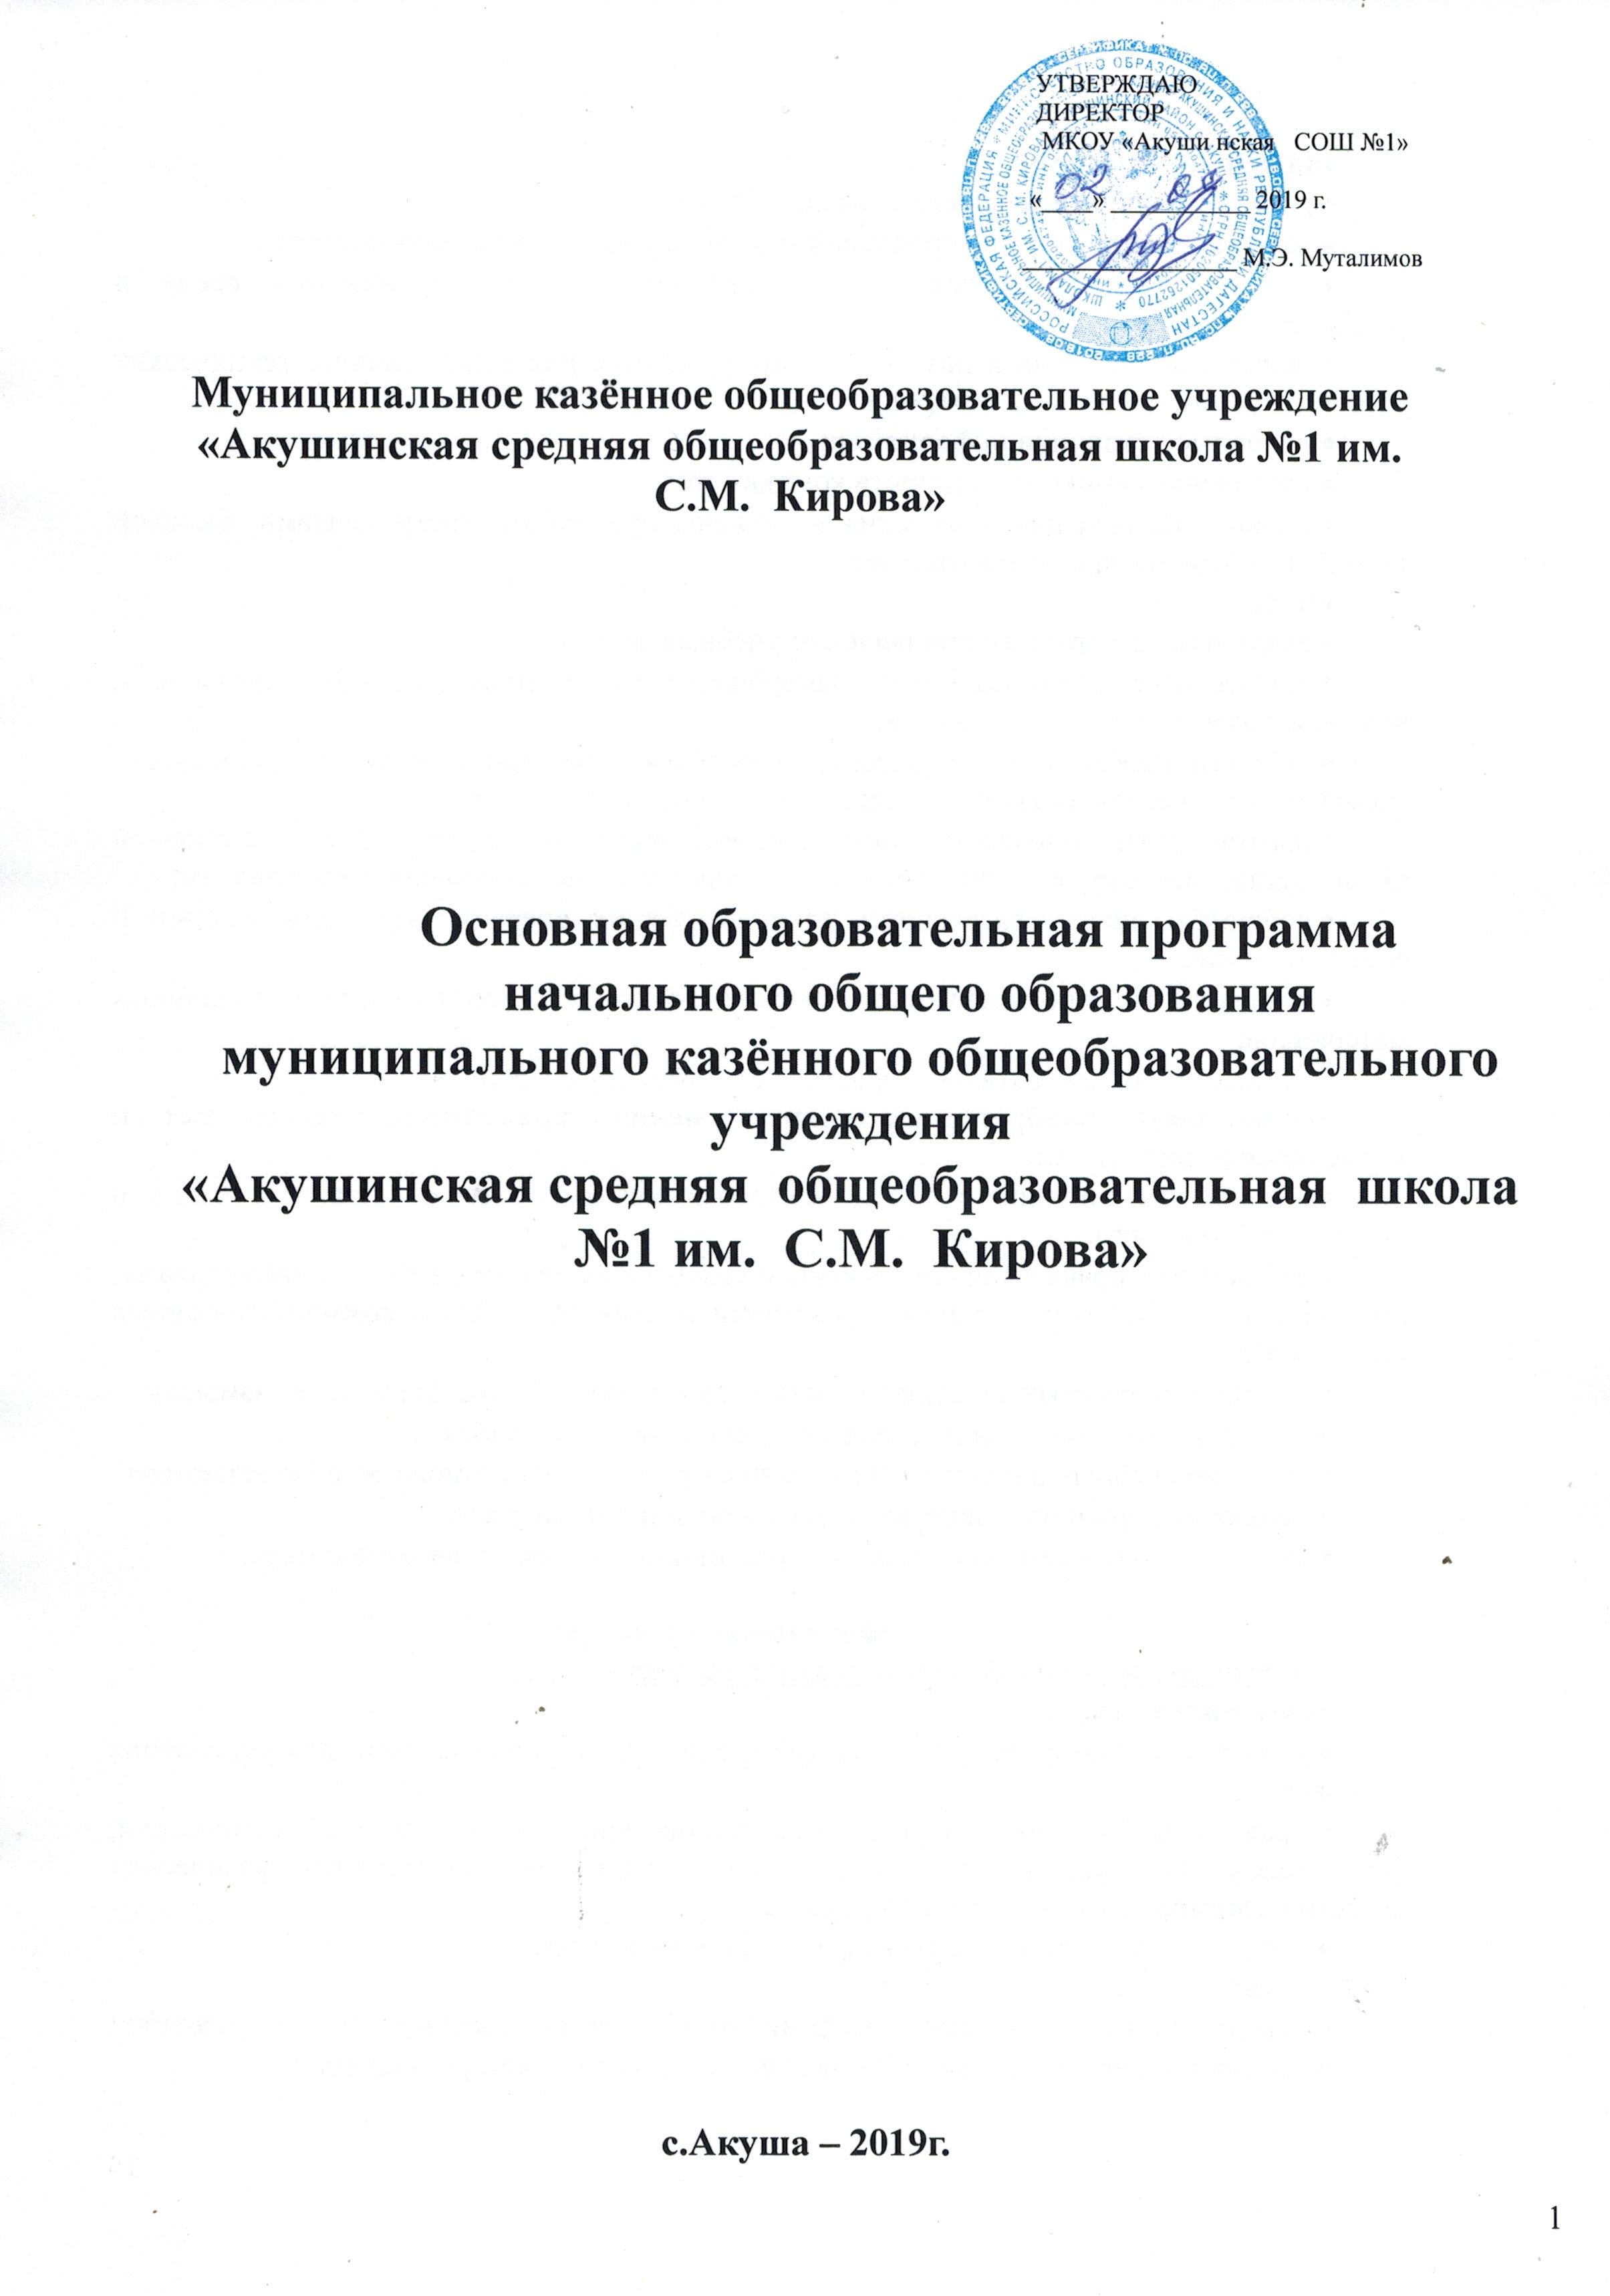 УТВЕРЖДАЮ
ДИРЕКТОР
МКОУ «Акуши нская СОШ №1»
«02» 09 2019 г.
М.Э. Муталимов
Муниципальное казённое общеобразовательное учреждение
«Акушинская средняя общеобразовательная школа №1 им.
С.М. Кирова»
Основная образовательная программа
начального общего образования
муниципального казённого общеобразовательного
учреждения
«Акушинская средняя общеобразовательная школа
№1 им. С.М. Кирова»
с.Акуша – 2019г.
1